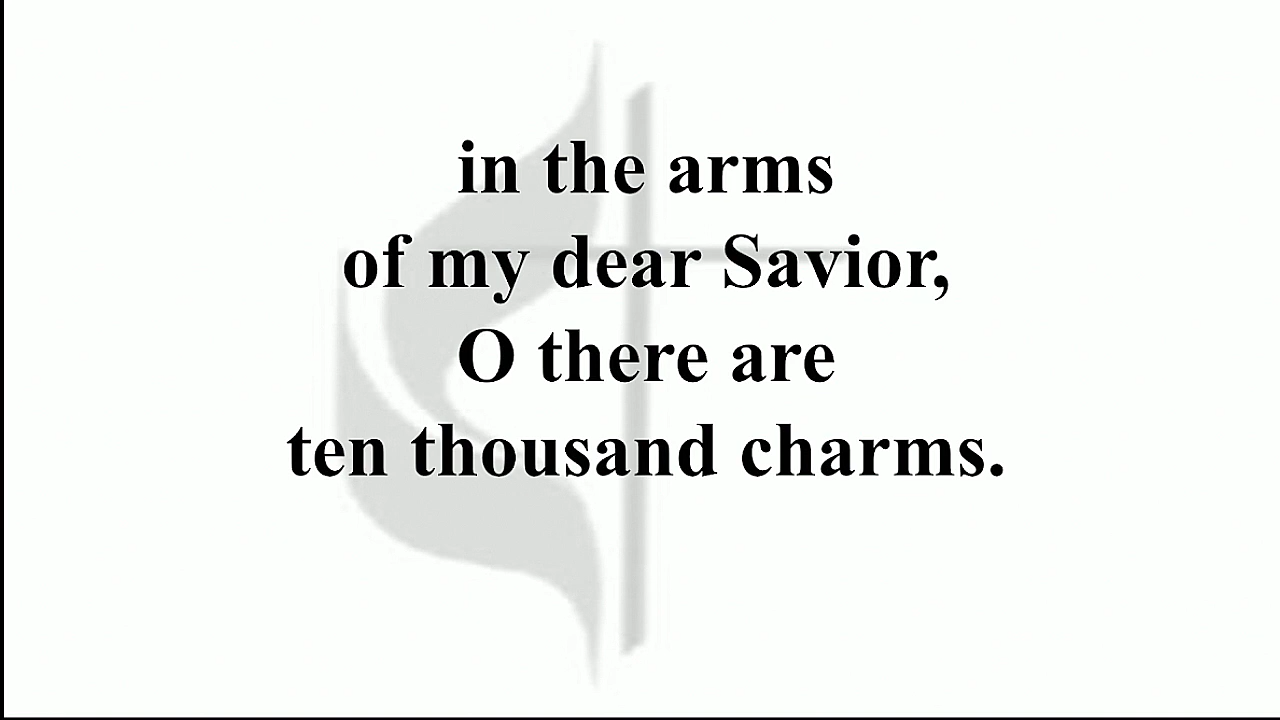 in the arms
of my dear Savior,
O there are
ten thousand charms.